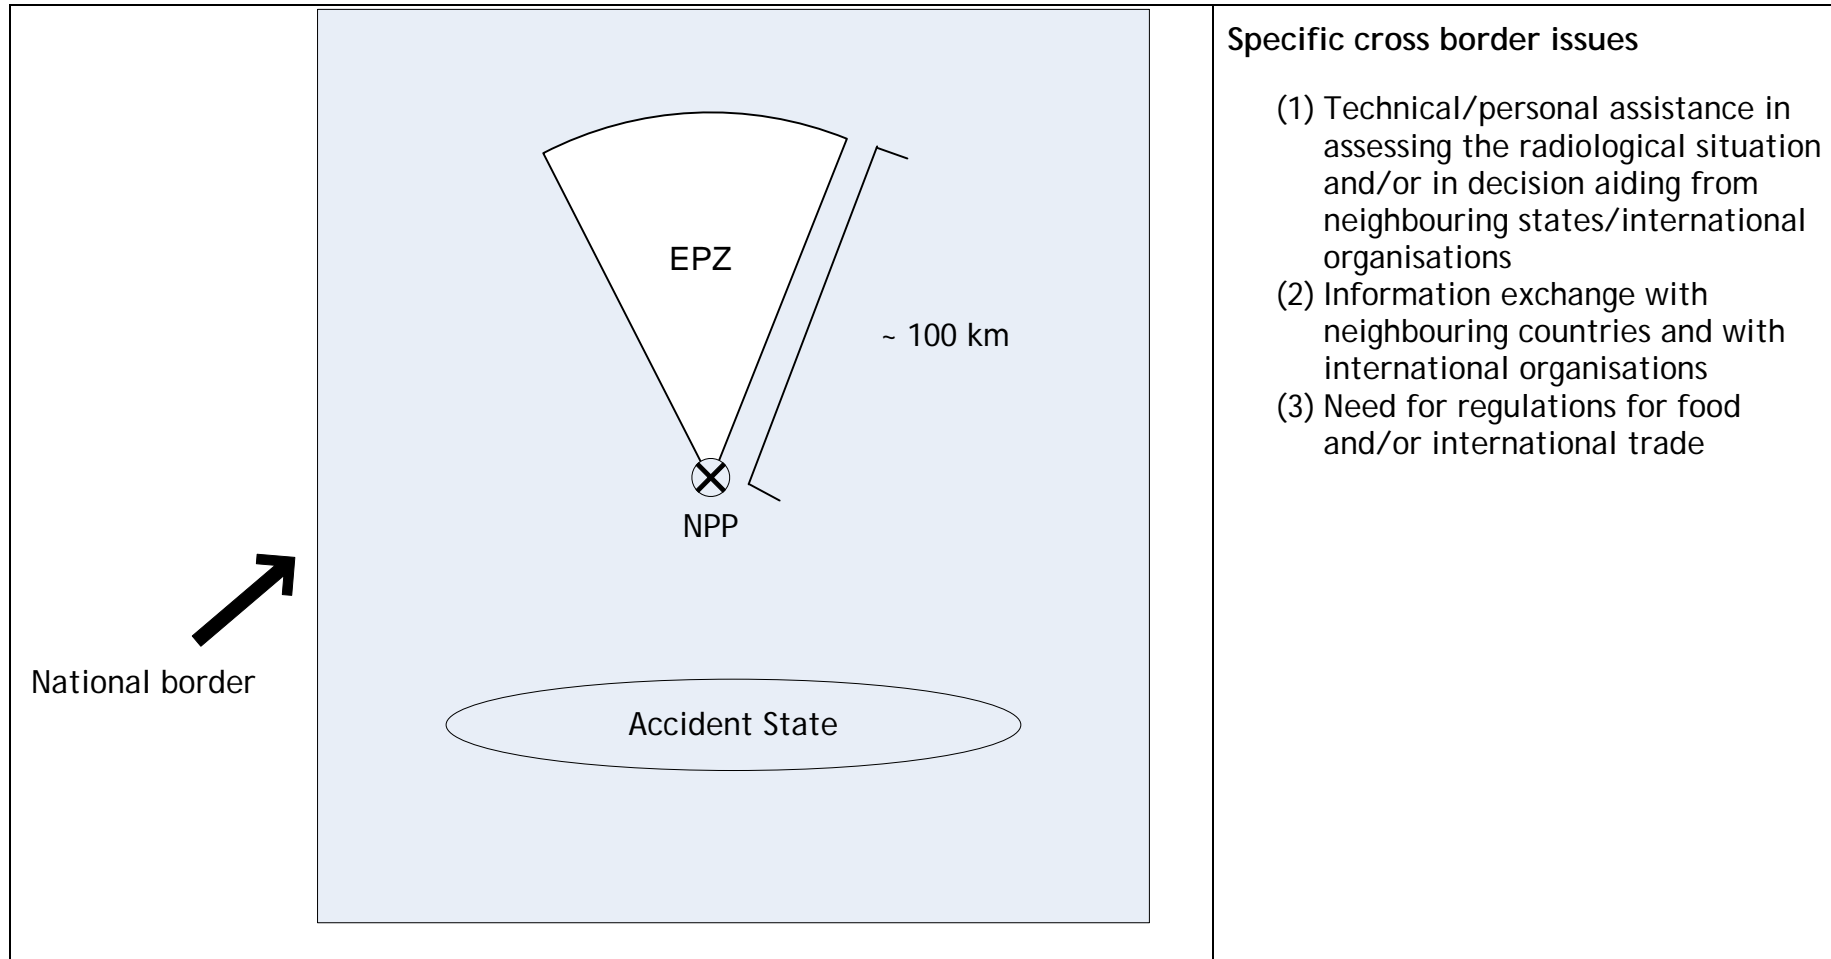 EPZ
~ 100 km
NPP
National border
Accident State
Specific cross border issues
(1) Technical/personal assistance in
assessing the radiological situation
and/or in decision aiding from
neighbouring states/international
organisations
(2) Information exchange with
neighbouring countries and with
international organisations
(3) Need for regulations for food
and/or international trade